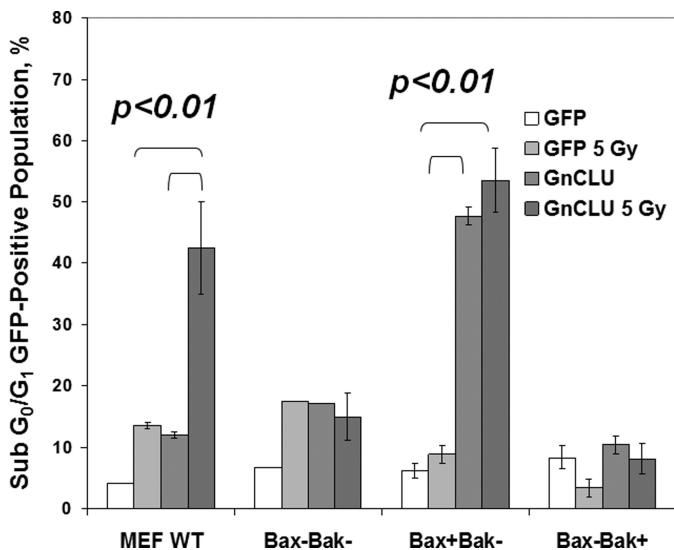 80
70
60
50
40
30
20
10
0
Sub G₀/G₁ GFP-Positive Population, %
p<0.01
p<0.01
GFP
GFP 5 Gy
GnCLU
GnCLU 5 Gy
MEF WT Bax-Bak- Bax+Bak- Bax-Bak+